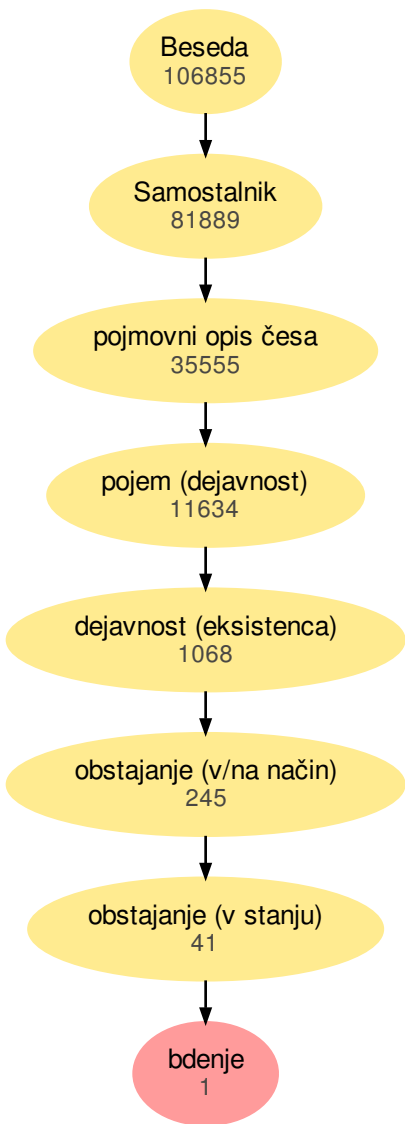 Beseda
106855
Samostalnik
81889
pojmovni opis česa
35555
pojem (dejavnost)
11634
dejavnost (eksistenca)
1068
obstajanje (v/na način)
245
obstajanje (v stanju)
41
bdenje
1